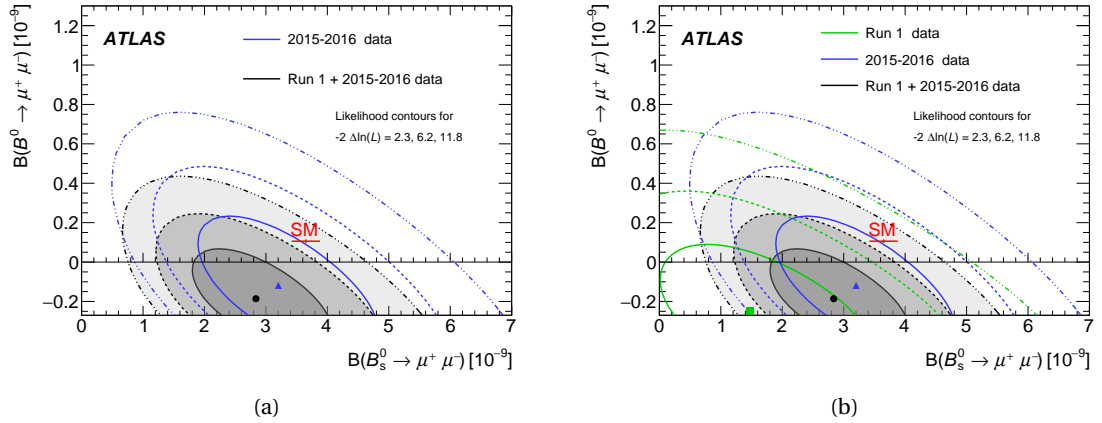 ATLAS
2015-2016 data
Run 1 + 2015-2016 data
Likelihood contours for
-2 Δln(L) = 2.3, 6.2, 11.8
SM
B(B⁰ → μ⁺ μ⁻) [10⁻⁹]
1.2
1
0.8
0.6
0.4
0.2
0
−0.2
0 1 2 3 4 5 6 7
B(B⁰ₛ → μ⁺ μ⁻) [10⁻⁹]
(a)
ATLAS
Run 1 data
2015-2016 data
Run 1 + 2015-2016 data
Likelihood contours for
-2 Δln(L) = 2.3, 6.2, 11.8
SM
B(B⁰ → μ⁺ μ⁻) [10⁻⁹]
1.2
1
0.8
0.6
0.4
0.2
0
−0.2
0 1 2 3 4 5 6 7
B(B⁰ₛ → μ⁺ μ⁻) [10⁻⁹]
(b)